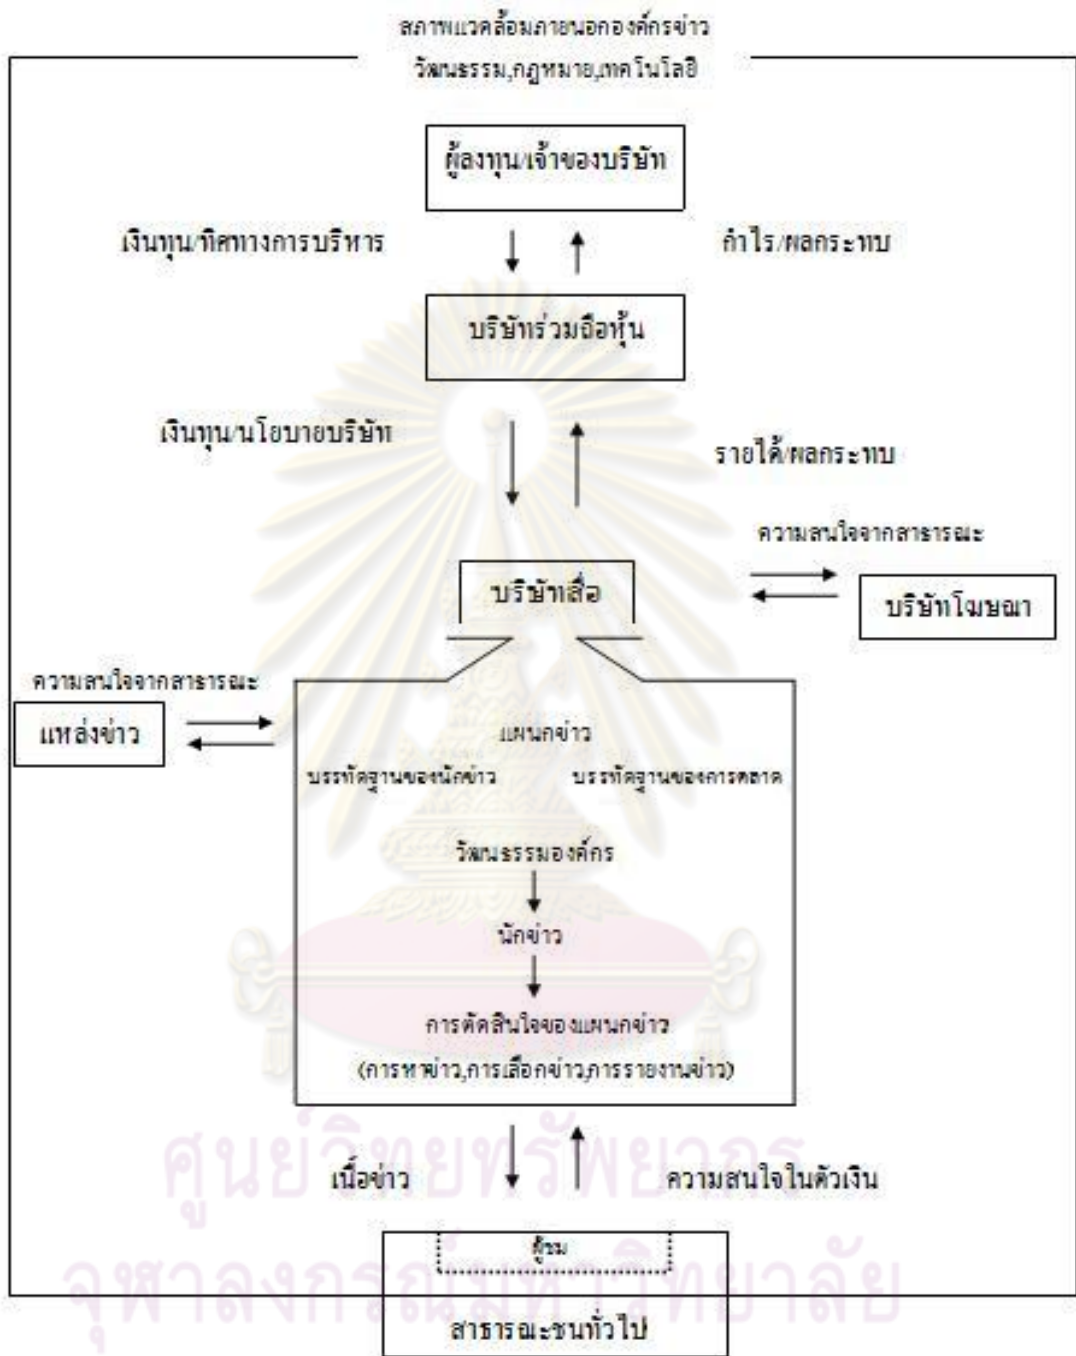 สภาพแวดล้อมภายนอกองค์กรข่าว
วัฒนธรรม,กฎหมาย,เทคโนโลยี
ผู้ลงทุน/เจ้าของบริษัท
เงินทุน/ทิศทางการบริหาร
กำไร/ผลกระทบ
บริษัทร่วมถือหุ้น
เงินทุน/นโยบายบริษัท
รายได้/ผลกระทบ
ความสนใจจากสาธารณะ
บริษัทสื่อ
บริษัทโฆษณา
ความสนใจจากสาธารณะ
แหล่งข่าว
แผนกข่าว
บรรทัดฐานของนักข่าว
บรรทัดฐานของการตลาด
วัฒนธรรมองค์กร
นักข่าว
การตัดสินใจของแผนกข่าว
(การหาข่าว,การเลือกข่าว,การรายงานข่าว)
ศูนย์วิทยทรัพยากร
เนื้อข่าว
ความสนใจในตัวเงิน
ผู้ชม
จุฬาลงกรณ์มหาวิทยาลัย
สาธารณะชนทั่วไป